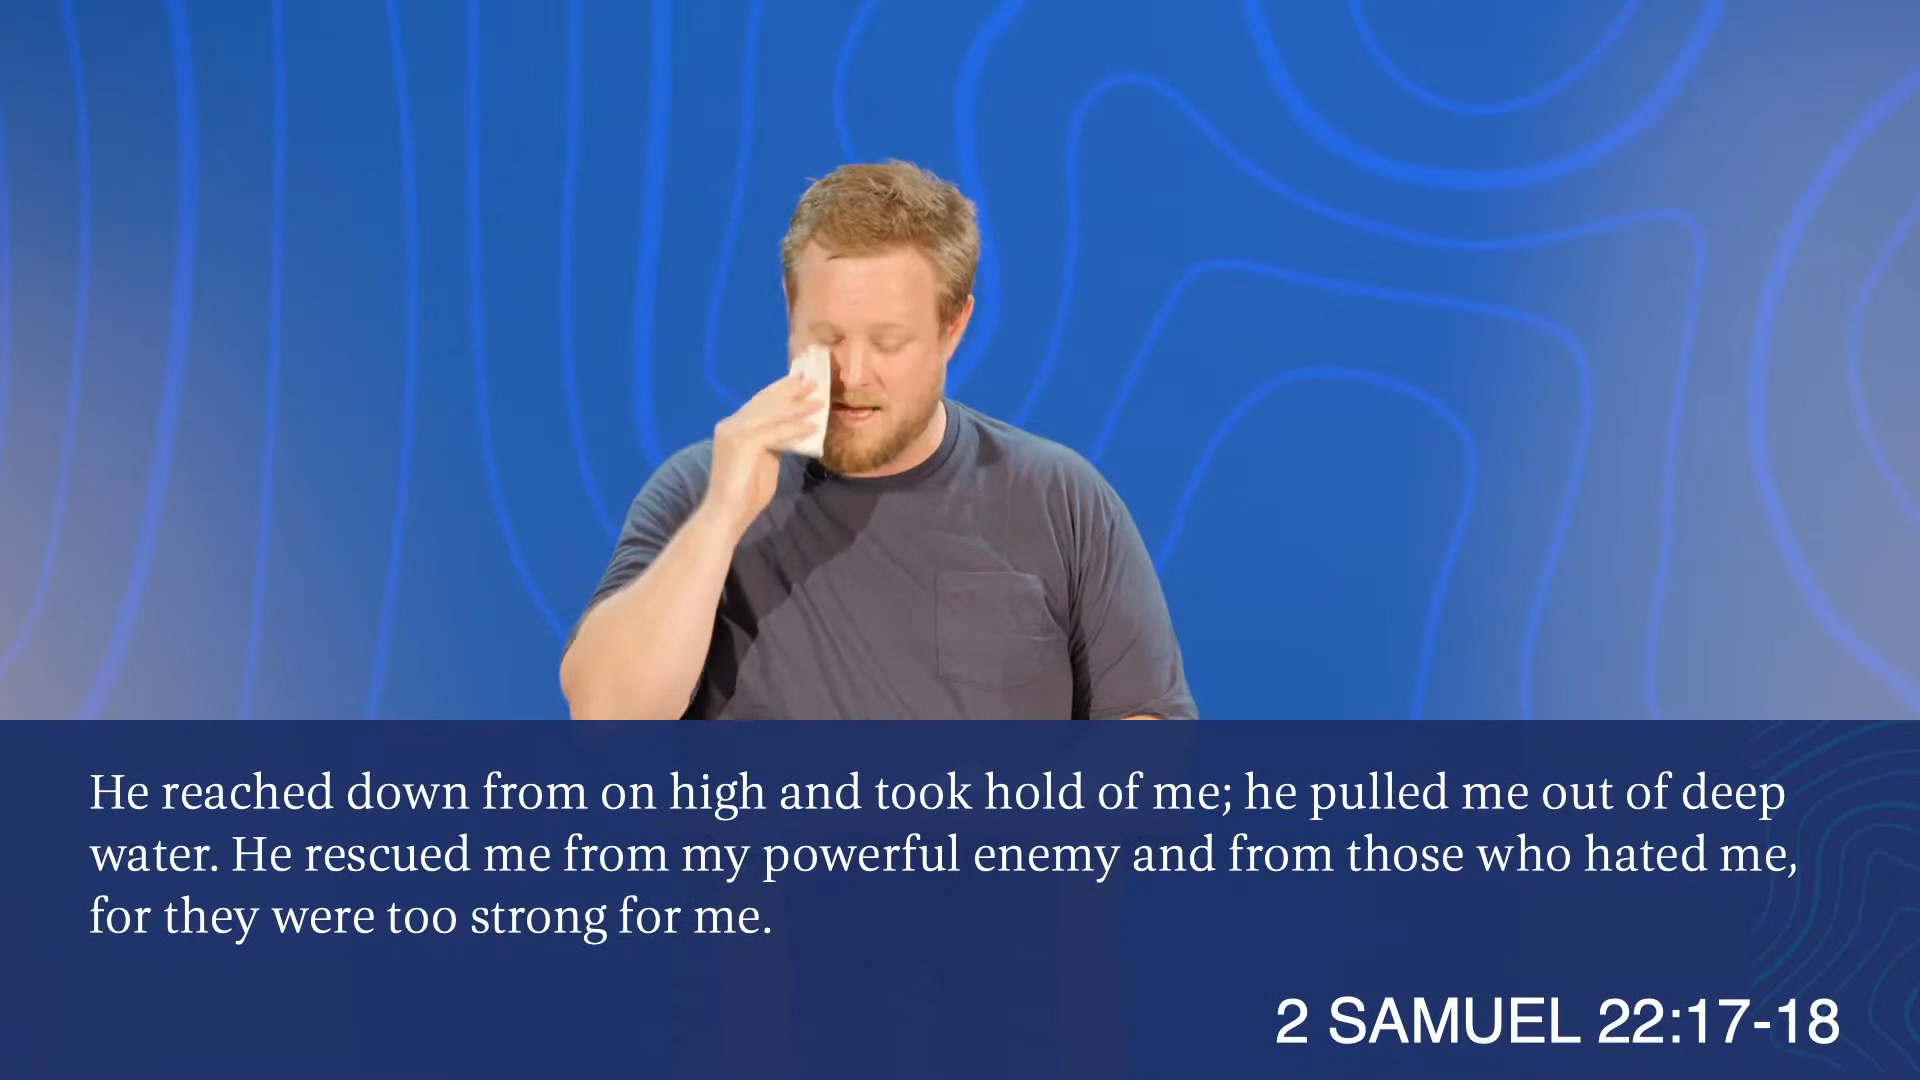 He reached down from on high and took hold of me; he pulled me out of deep
water. He rescued me from my powerful enemy and from those who hated me,
for they were too strong for me.
2 SAMUEL 22:17-18